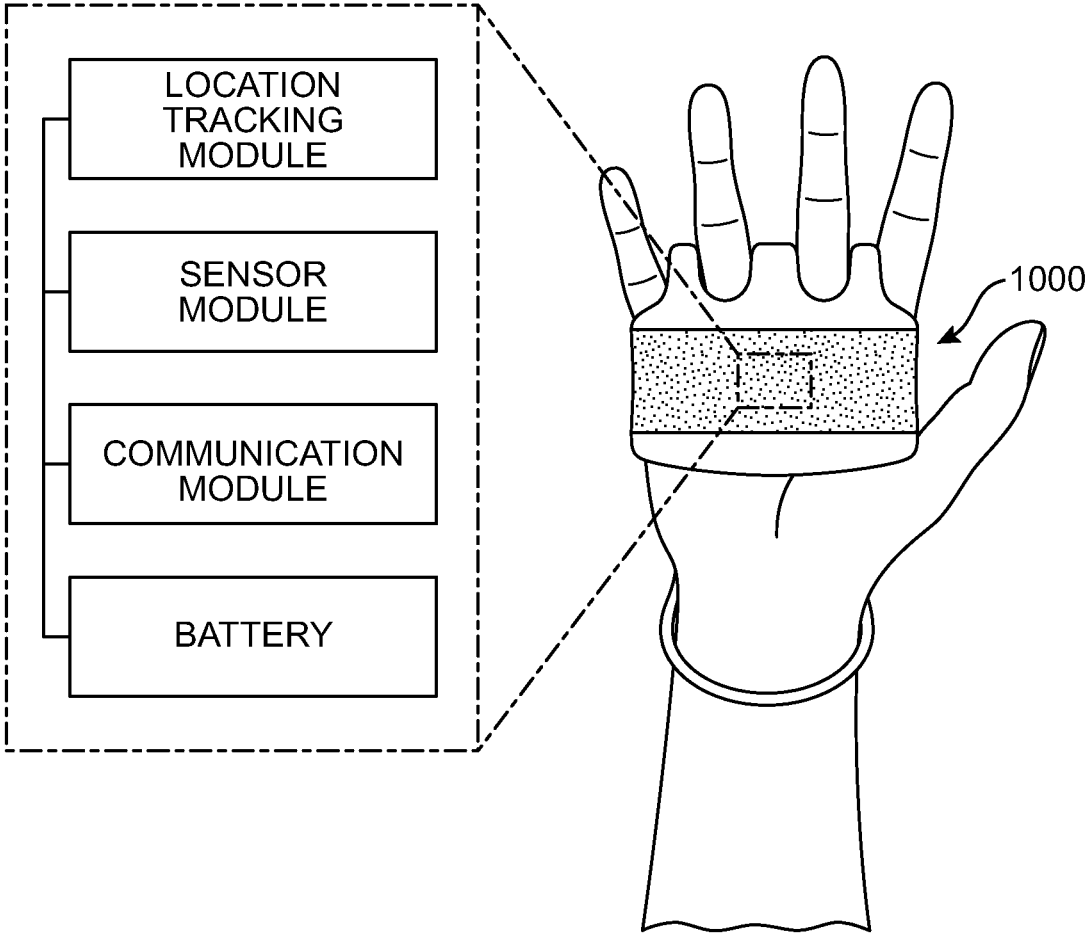 LOCATION
TRACKING
MODULE
SENSOR
MODULE
COMMUNICATION
MODULE
BATTERY
1000